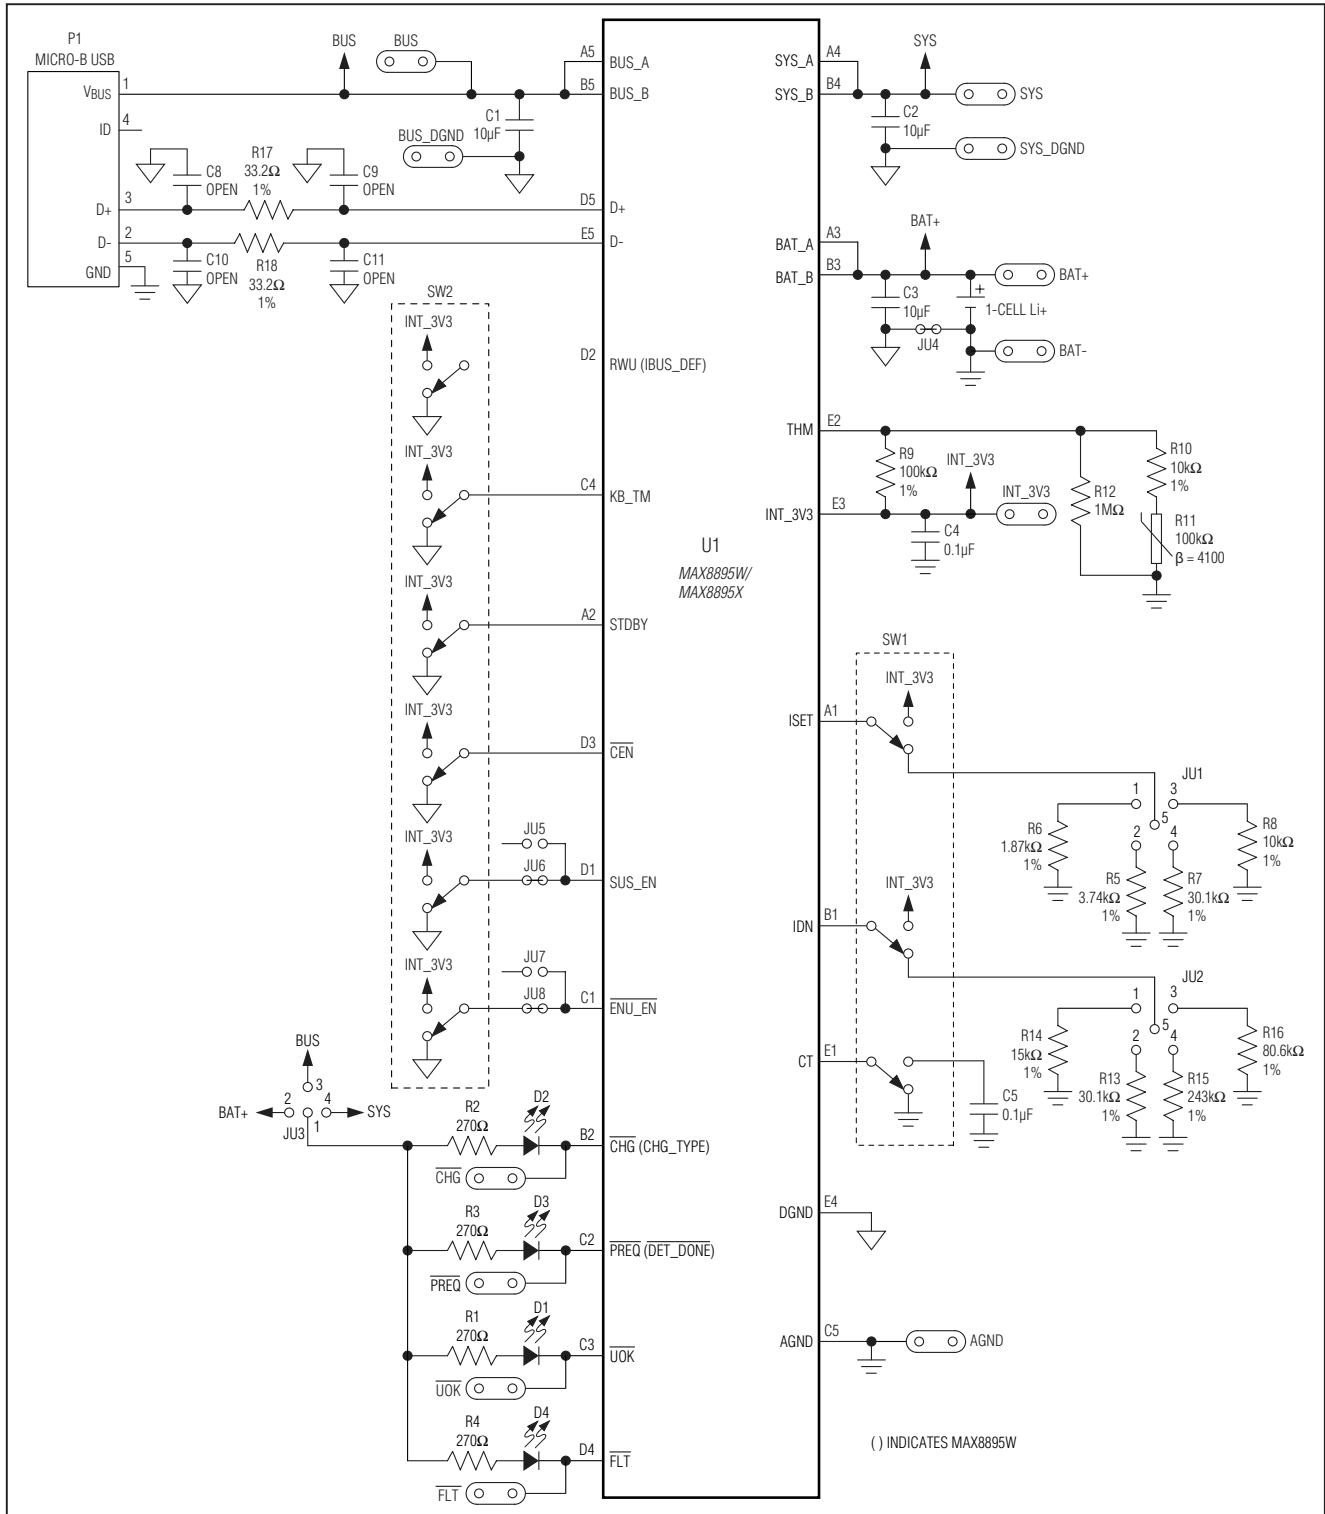 P1
MICRO-B USB
VBUS
1
ID
4
D+
3
D-
2
GND
5
BUS
BUS
BUS_DGND
C1
10µF
C8
OPEN
R17
33.2Ω
1%
C9
OPEN
C10
OPEN
R18
33.2Ω
1%
C11
OPEN
A5
BUS_A
B5
BUS_B
D5
D+
E5
D-
SW2
INT_3V3
D2
RWU (IBUS_DEF)
INT_3V3
C4
KB_TM
INT_3V3
A2
STDBY
INT_3V3
D3
CEN
INT_3V3
JU5
JU6
D1
SUS_EN
INT_3V3
JU7
JU8
C1
ENU_EN
BUS
3
BAT+
2
4
SYS
JU3
1
R2
270Ω
D2
B2
CHG (CHG_TYPE)
CHG
R3
270Ω
D3
C2
PREQ (DET_DONE)
PREQ
R1
270Ω
D1
C3
UOK
UOK
R4
270Ω
D4
D4
FLT
FLT
U1
MAX8895W/
MAX8895X
SYS_A
A4
SYS_B
B4
SYS
SYS
C2
10µF
SYS_DGND
BAT_A
A3
BAT_B
B3
BAT+
BAT+
C3
10µF
+
1-CELL Li+
JU4
BAT-
THM
E2
R9
100kΩ
1%
INT_3V3
INT_3V3
INT_3V3
E3
C4
0.1µF
R12
1MΩ
R10
10kΩ
1%
R11
100kΩ
β = 4100
SW1
INT_3V3
ISET
A1
JU1
1
3
5
2
4
R6
1.87kΩ
1%
R8
10kΩ
1%
R5
3.74kΩ
1%
R7
30.1kΩ
1%
INT_3V3
IDN
B1
JU2
1
3
5
2
4
R14
15kΩ
1%
R16
80.6kΩ
1%
R13
30.1kΩ
1%
R15
243kΩ
1%
CT
E1
C5
0.1µF
DGND
E4
AGND
C5
AGND
( ) INDICATES MAX8895W